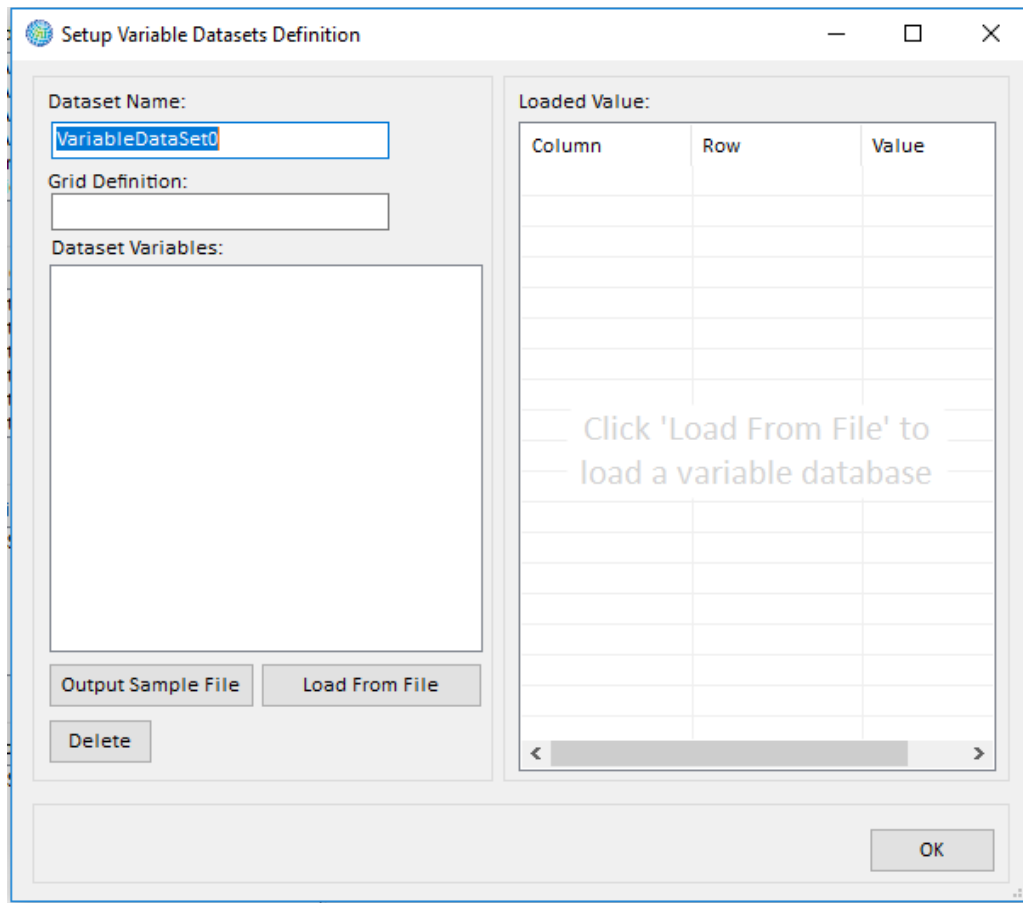 Setup Variable Datasets Definition
Dataset Name:
VariableDataSet0
Grid Definition:
Dataset Variables:
Output Sample File
Load From File
Delete
Loaded Value:
Column Row Value
Click 'Load From File' to
load a variable database
OK